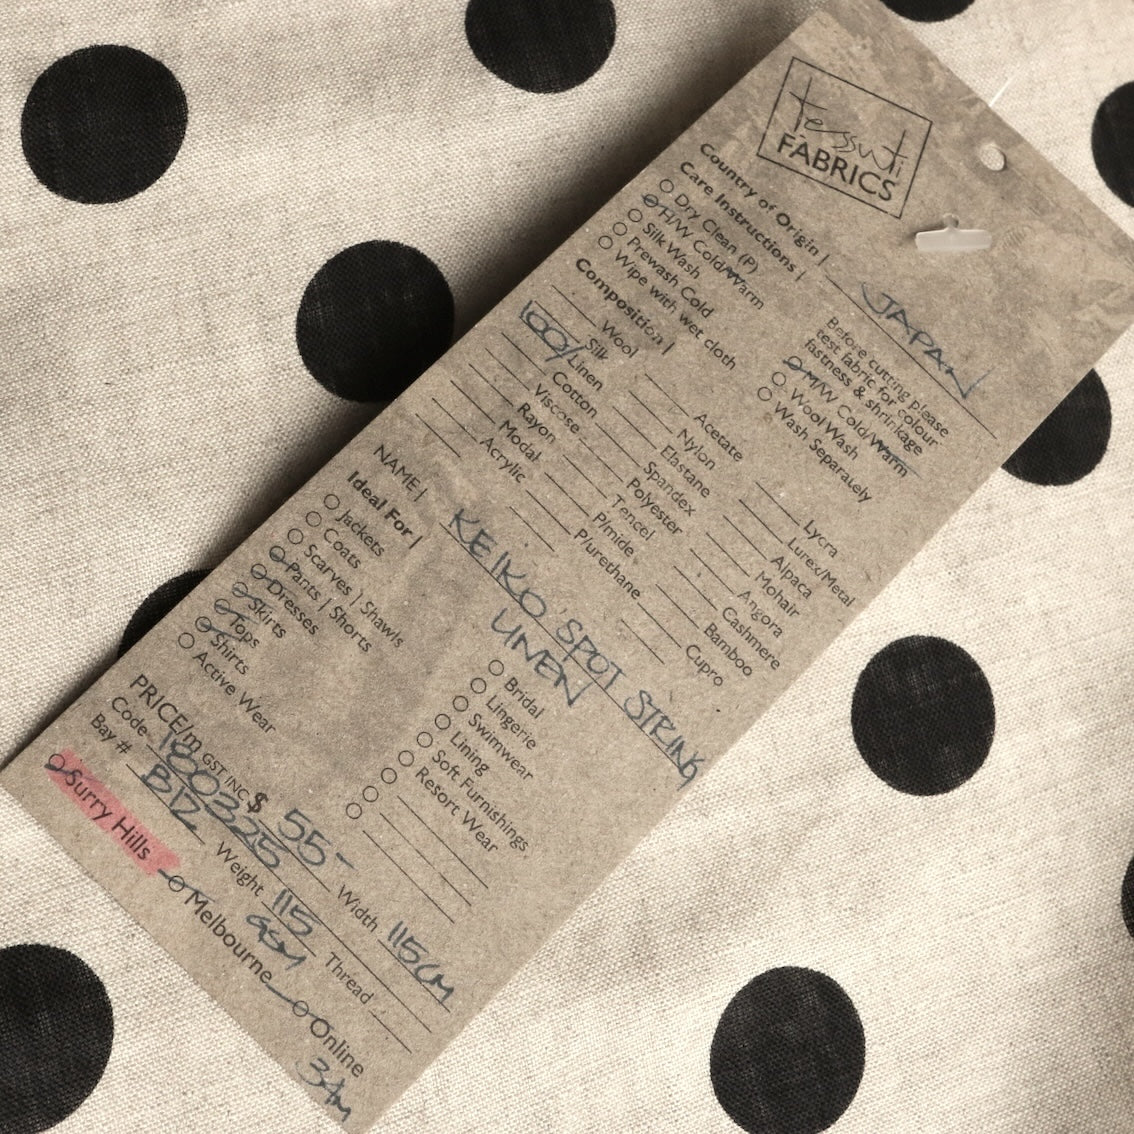 tessuti
FABRICS
Country of Origin | JAPAN
Care Instructions |
Dry Clean (P)
H/W Cold/Warm
Silk Wash
Prewash Cold
Wipe with wet cloth
Before cutting please
test fabric for colour
fastness & shrinkage
M/W Cold/Warm
Wool Wash
Wash Separately
Composition |
Wool
Silk
100% Linen
Cotton
Viscose
Rayon
Modal
Acrylic
Acetate
Nylon
Elastane
Spandex
Polyester
Tencel
P/mide
P/urethane
Lycra
Lurex/Metal
Alpaca
Mohair
Angora
Cashmere
Bamboo
Cupro
NAME | KEIKO SPOT STRING
LINEN
Ideal For |
Jackets
Coats
Scarves | Shawls
Pants | Shorts
Dresses
Skirts
Tops
Shirts
Active Wear
Bridal
Lingerie
Swimwear
Lining
Soft Furnishings
Resort Wear
PRICE/m GST INC $ 55-
Code 1803325 Width 115CM
Bay # B12 Weight 115 GSM Thread
Surry Hills Melbourne Online
34m